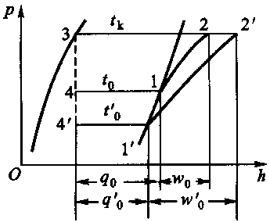 p
3 t_k 2 2'
4 t_0 1
4' t'_0
1'
O h
q_0 w_0
q'_0 w'_0